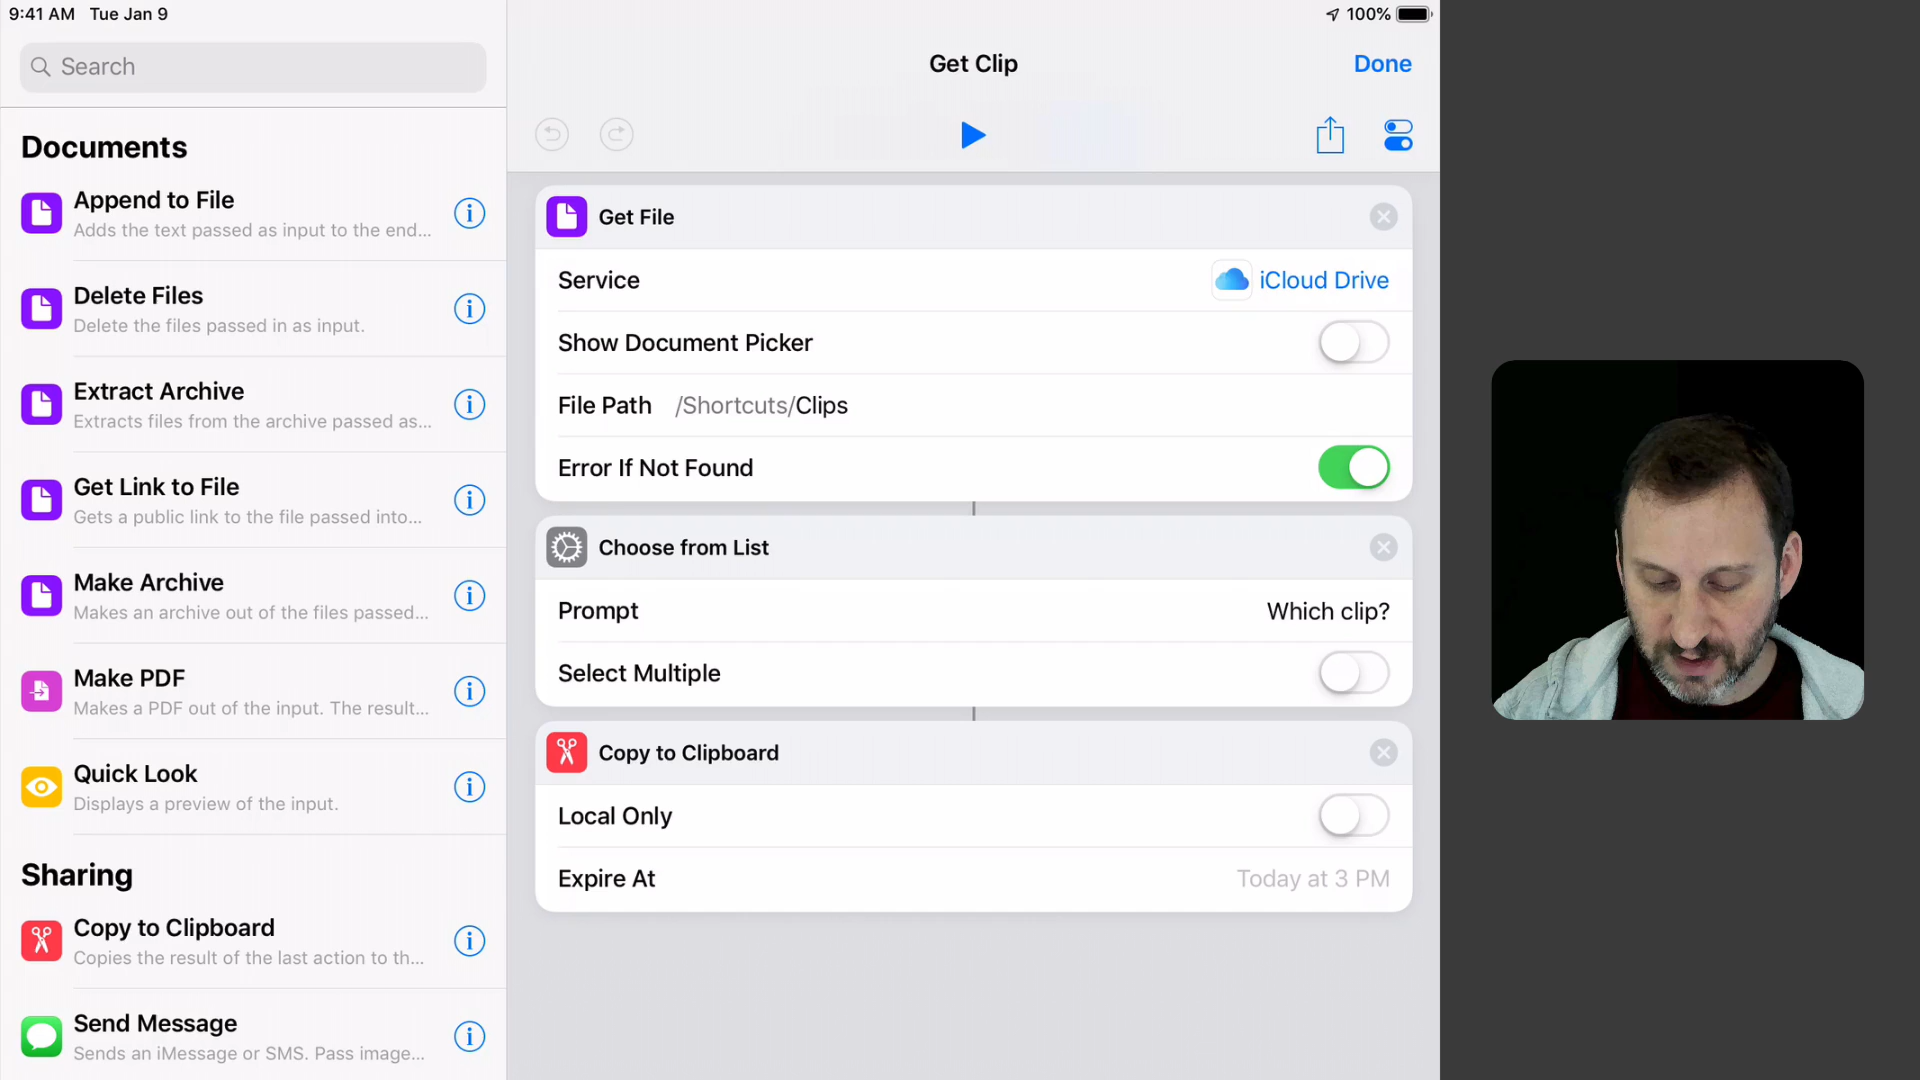 9:41 AM Tue Jan 9
100%
Search
Get Clip
Done
Documents
Append to File
Adds the text passed as input to the end...
Delete Files
Delete the files passed in as input.
Extract Archive
Extracts files from the archive passed as...
Get Link to File
Gets a public link to the file passed into...
Make Archive
Makes an archive out of the files passed...
Make PDF
Makes a PDF out of the input. The result...
Quick Look
Displays a preview of the input.
Sharing
Copy to Clipboard
Copies the result of the last action to th...
Send Message
Sends an iMessage or SMS. Pass image...
Get File
Service iCloud Drive
Show Document Picker
File Path /Shortcuts/Clips
Error If Not Found
Choose from List
Prompt Which clip?
Select Multiple
Copy to Clipboard
Local Only
Expire At Today at 3 PM